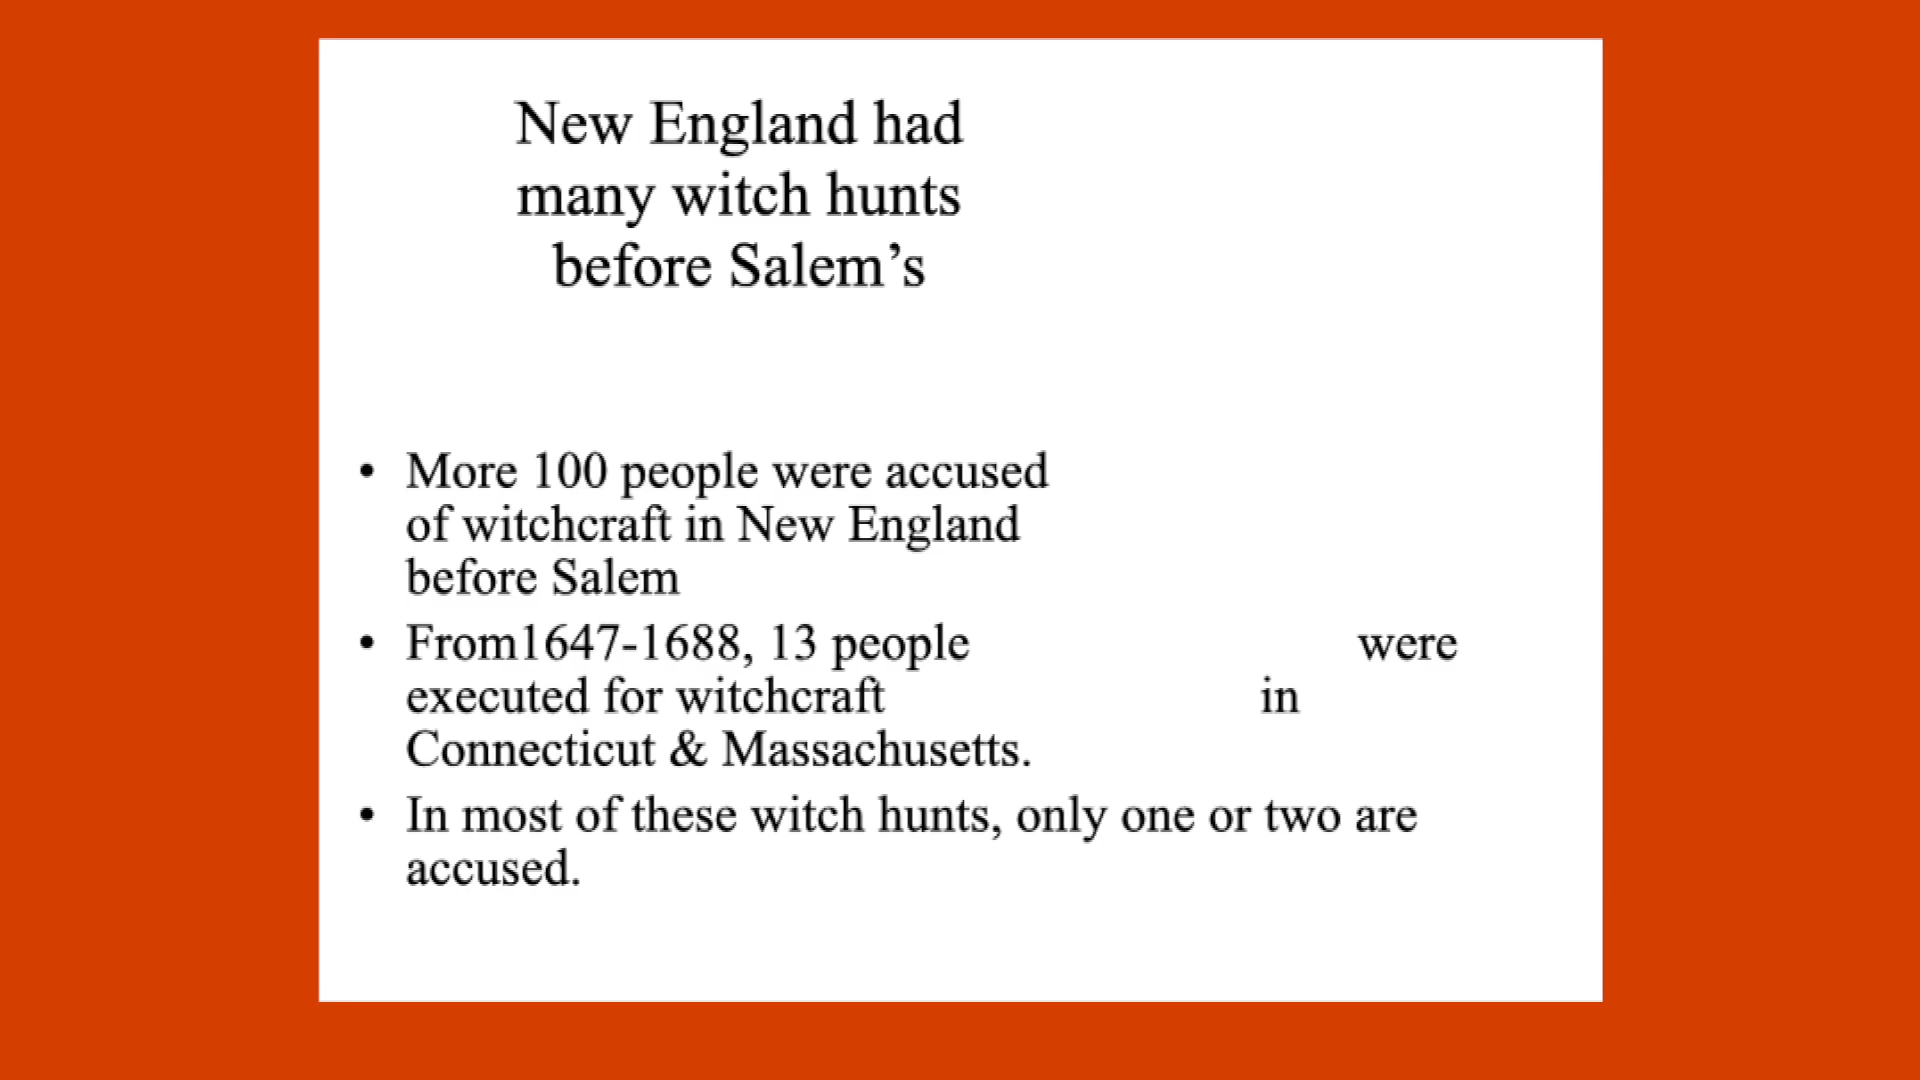 New England had
many witch hunts
before Salem’s
• More 100 people were accused
of witchcraft in New England
before Salem
• From1647-1688, 13 people were
executed for witchcraft in
Connecticut & Massachusetts.
• In most of these witch hunts, only one or two are
accused.